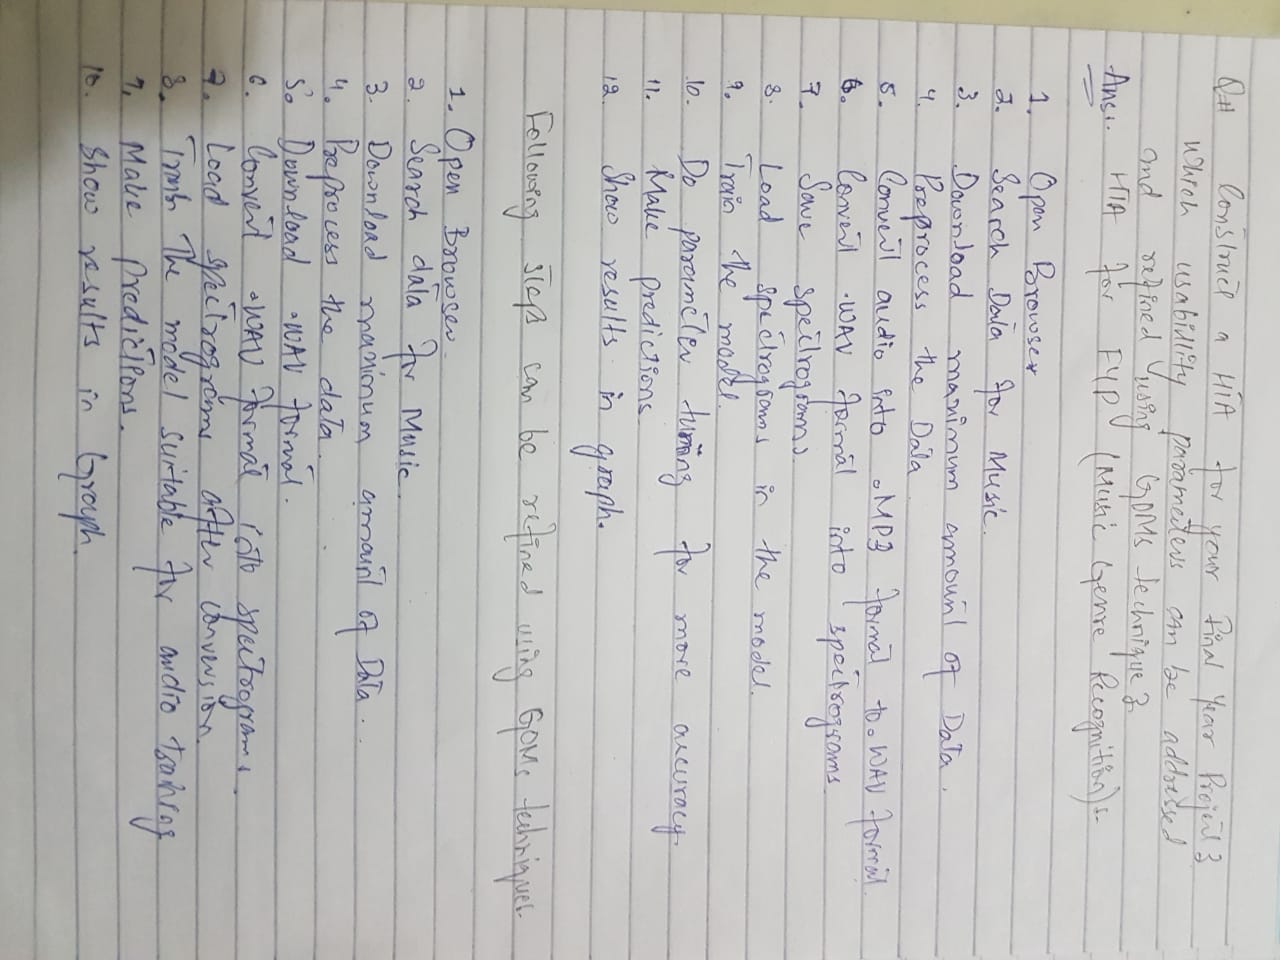 Q# Construct a HTA for your Final Year Project?
Which usabidlity parameters can be addressed
and refined using GOMs technique?
Ans:. HTA for FYP (Music Genre Recognition):-
1. Open Browser
2. Search Data for Music.
3. Download maximum amount of Data.
4. Preprocess the Data
5. Convert audio into .MP3 format to .WAV format.
6. Convert .WAV format into spectrograms
7. Save spectrograms.
8. Load spectrograms in the model.
9. Train the model.
10. Do parameter tuning for more accuracy.
11. Make predictions
12. Show results in graph.
Following steps can be refined using GOMs techniques.
1. Open Browser.
2. Search data for Music.
3. Download maximum amount of Data..
4. Preprocess the data.
5. Download .WAV format.
6. Convert .WAV format into spectrograms.
7. Load spectrograms after conversion.
8. The model suitable for audio training
9. Make predictions.
10. Show results in Graph.